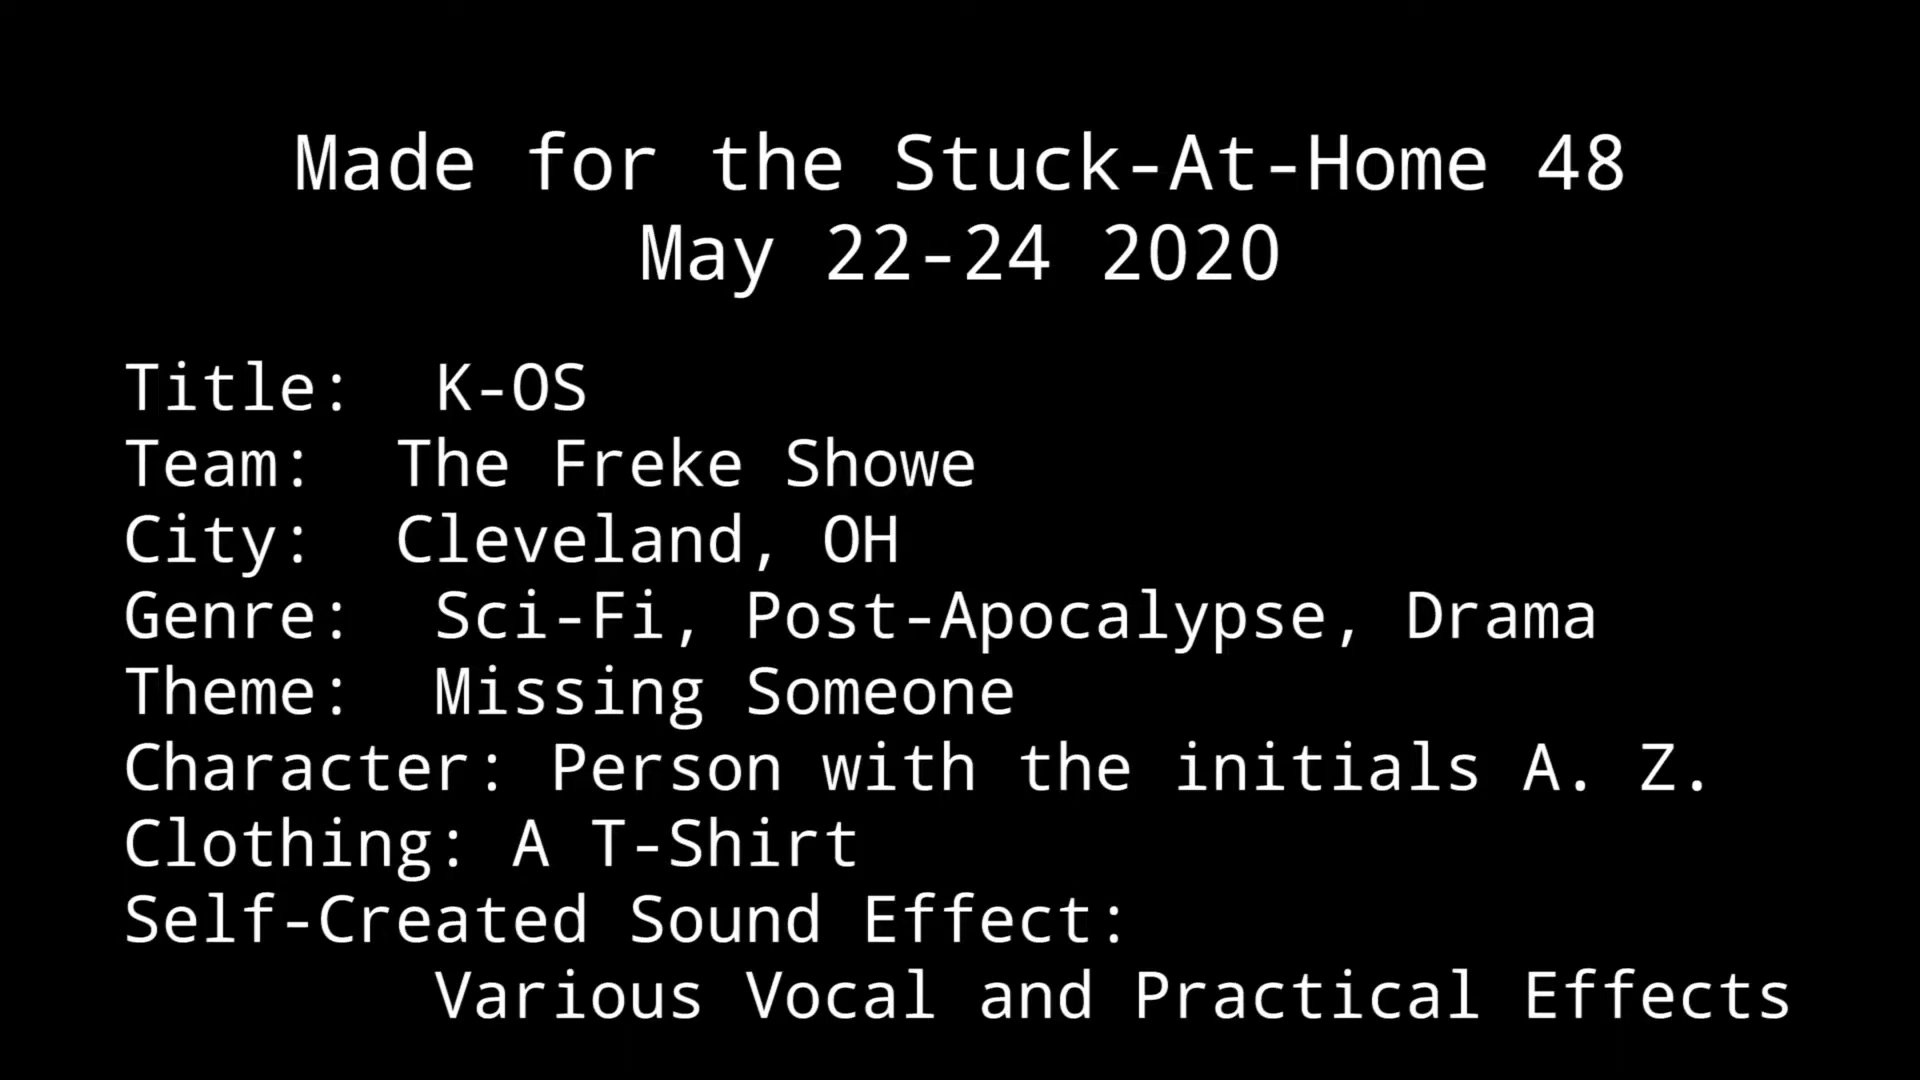 Made for the Stuck-At-Home 48
May 22-24 2020
Title:  K-OS
Team:  The Freke Showe
City:  Cleveland, OH
Genre:  Sci-Fi, Post-Apocalypse, Drama
Theme:  Missing Someone
Character: Person with the initials A. Z.
Clothing: A T-Shirt
Self-Created Sound Effect:
Various Vocal and Practical Effects